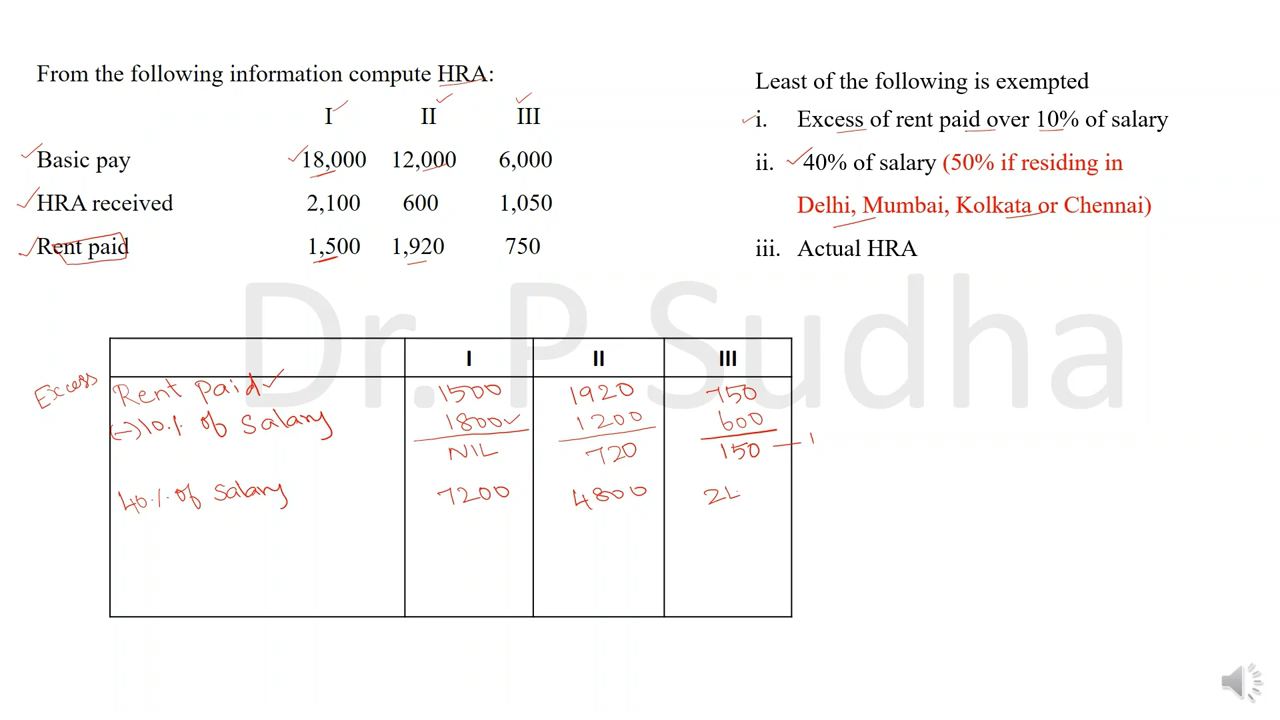 From the following information compute HRA:
I II III
Basic pay 18,000 12,000 6,000
HRA received 2,100 600 1,050
Rent paid 1,500 1,920 750
Least of the following is exempted
i. Excess of rent paid over 10% of salary
ii. 40% of salary (50% if residing in
Delhi, Mumbai, Kolkata or Chennai)
iii. Actual HRA
Dr. P Sudha
I II III
Excess Rent Paid 1500 1920 750
(-) 10% of Salary 1800 1200 600
NIL 720 150 — 1
40% of Salary 7200 4800 24